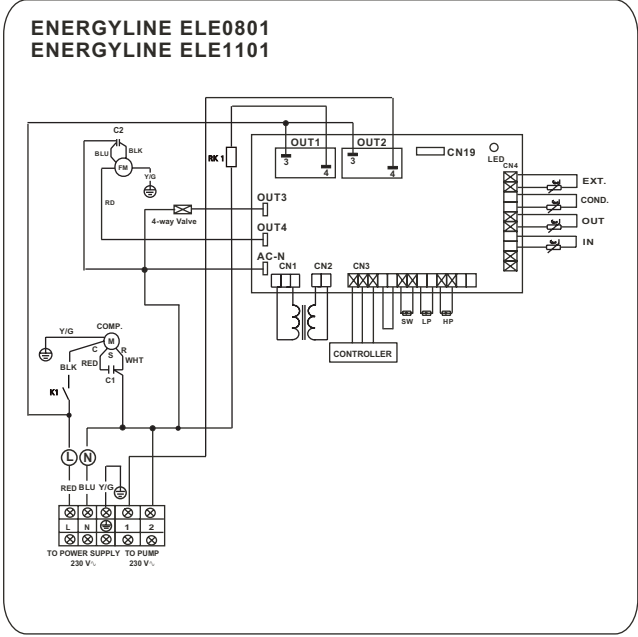 ENERGYLINE ELE0801
ENERGYLINE ELE1101
C2
BLU
BLK
FM
Y/G
RD
RK 1
OUT1
3
4
OUT2
3
4
CN19
LED
CN4
EXT.
COND.
OUT
IN
OUT3
4-way Valve
OUT4
AC-N
CN1
CN2
CN3
SW
LP
HP
CONTROLLER
Y/G
COMP.
M
C
S
R
RED
WHT
BLK
C1
K1
L
N
RED
BLU
Y/G
L
N
1
2
TO POWER SUPPLY
230 V∿
TO PUMP
230 V∿